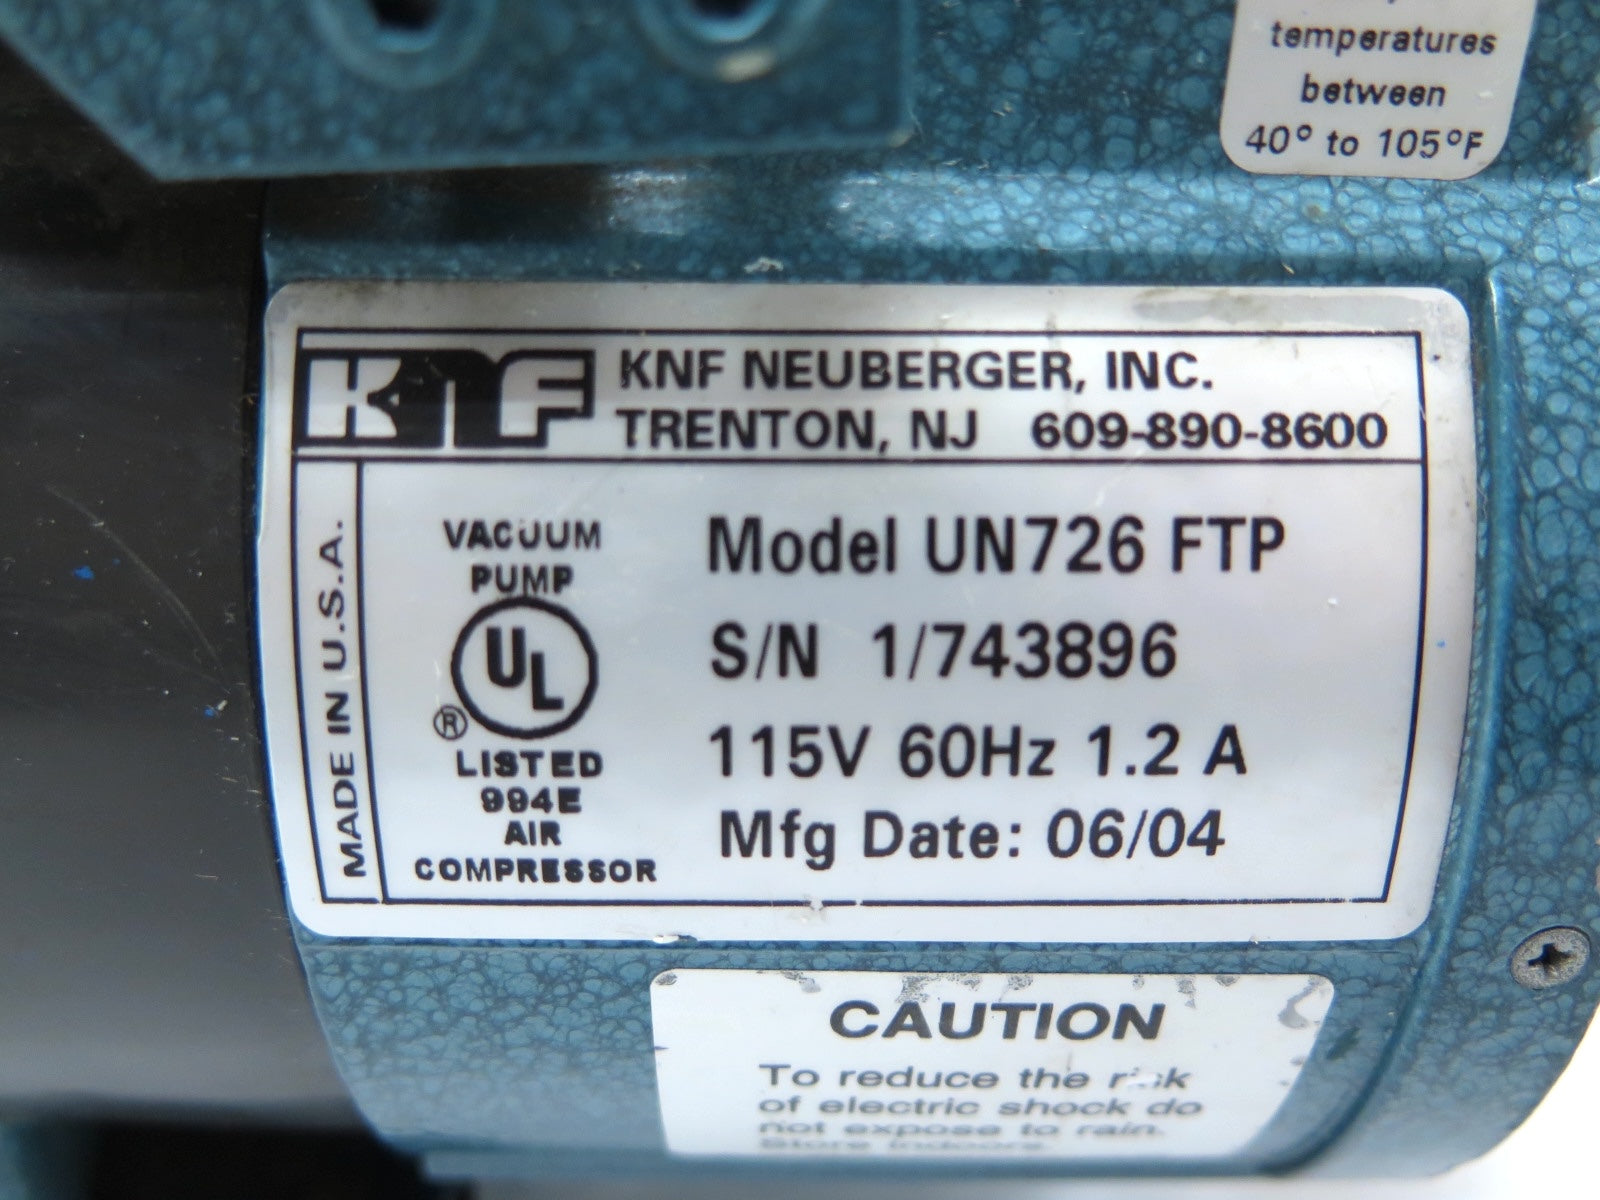 temperatures
between
40° to 105°F
KNF
KNF NEUBERGER, INC.
TRENTON, NJ 609-890-8600
MADE IN U.S.A.
VACUUM
PUMP
UL
®
LISTED
994E
AIR
COMPRESSOR
Model UN726 FTP
S/N 1/743896
115V 60Hz 1.2 A
Mfg Date: 06/04
CAUTION
To reduce the risk
of electric shock do
not expose to rain.
Store indoors.